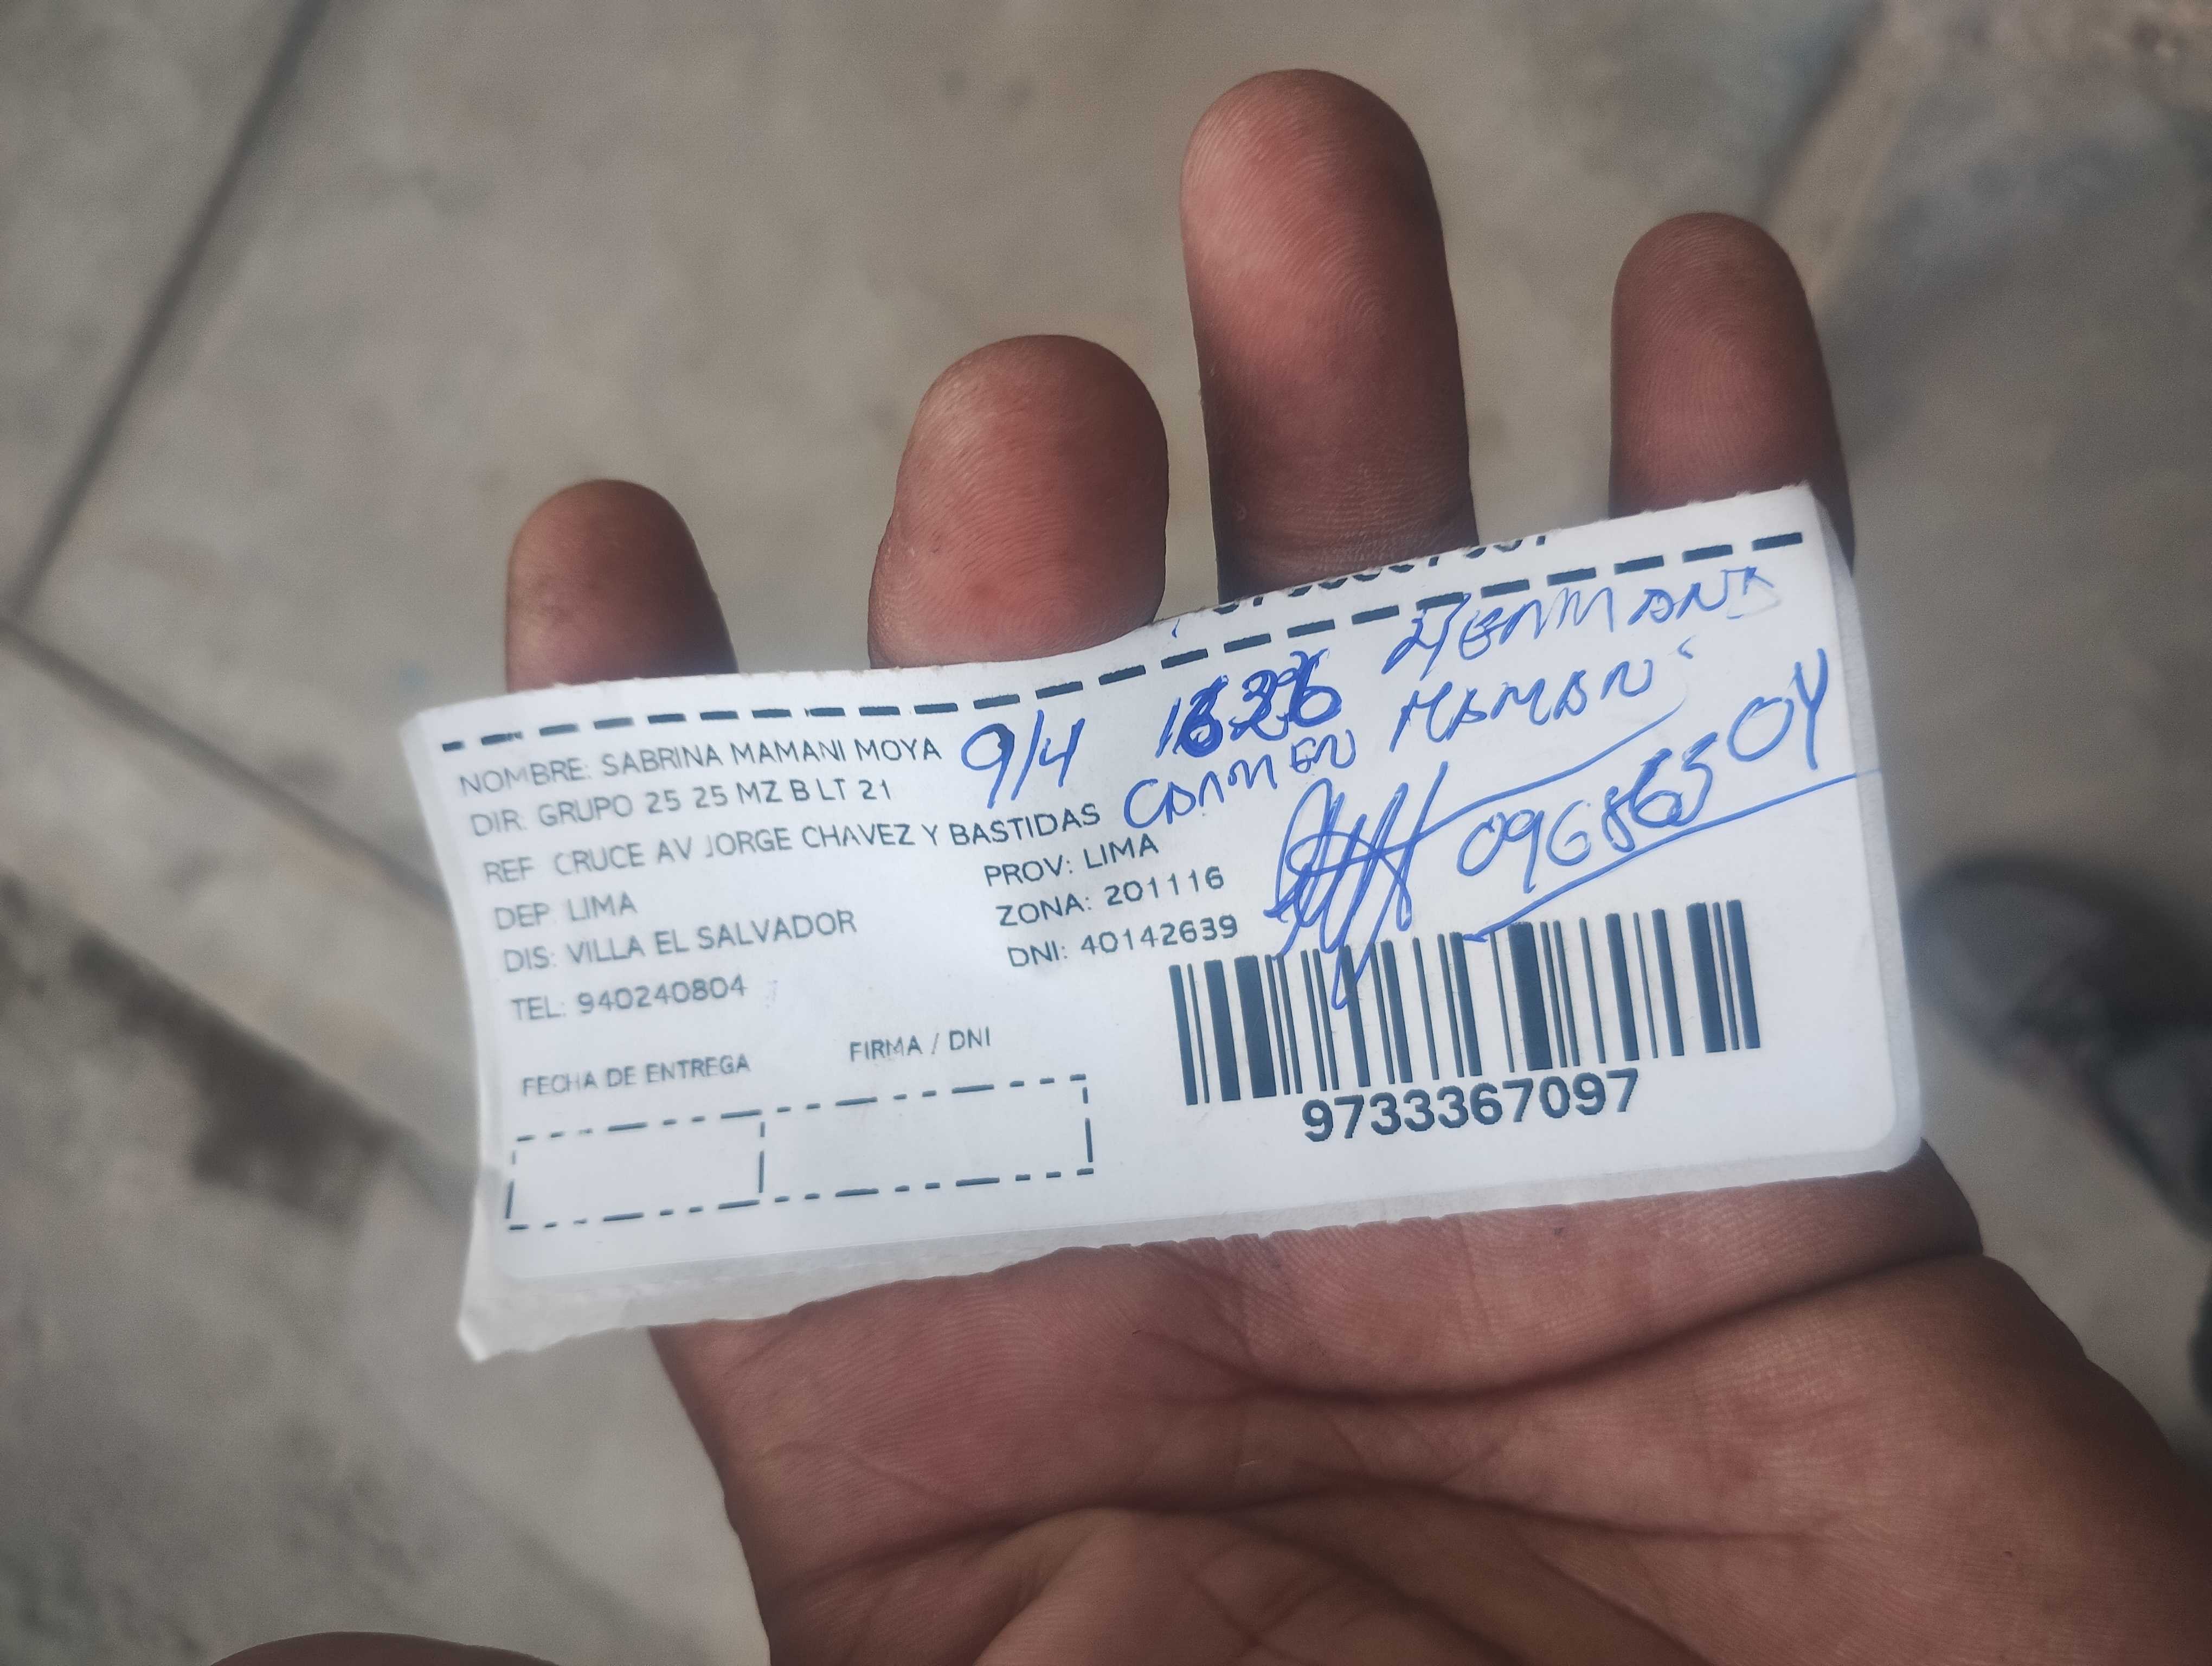 HERMANA
9/4 CARMEN MAMANI
NOMBRE: SABRINA MAMANI MOYA
DIR: GRUPO 25 25 MZ B LT 21
REF CRUCE AV JORGE CHAVEZ Y BASTIDAS
09686504
DEP: LIMA PROV: LIMA
DIS: VILLA EL SALVADOR ZONA: 201116
TEL: 940240804 DNI: 40142639
FECHA DE ENTREGA FIRMA / DNI
9733367097